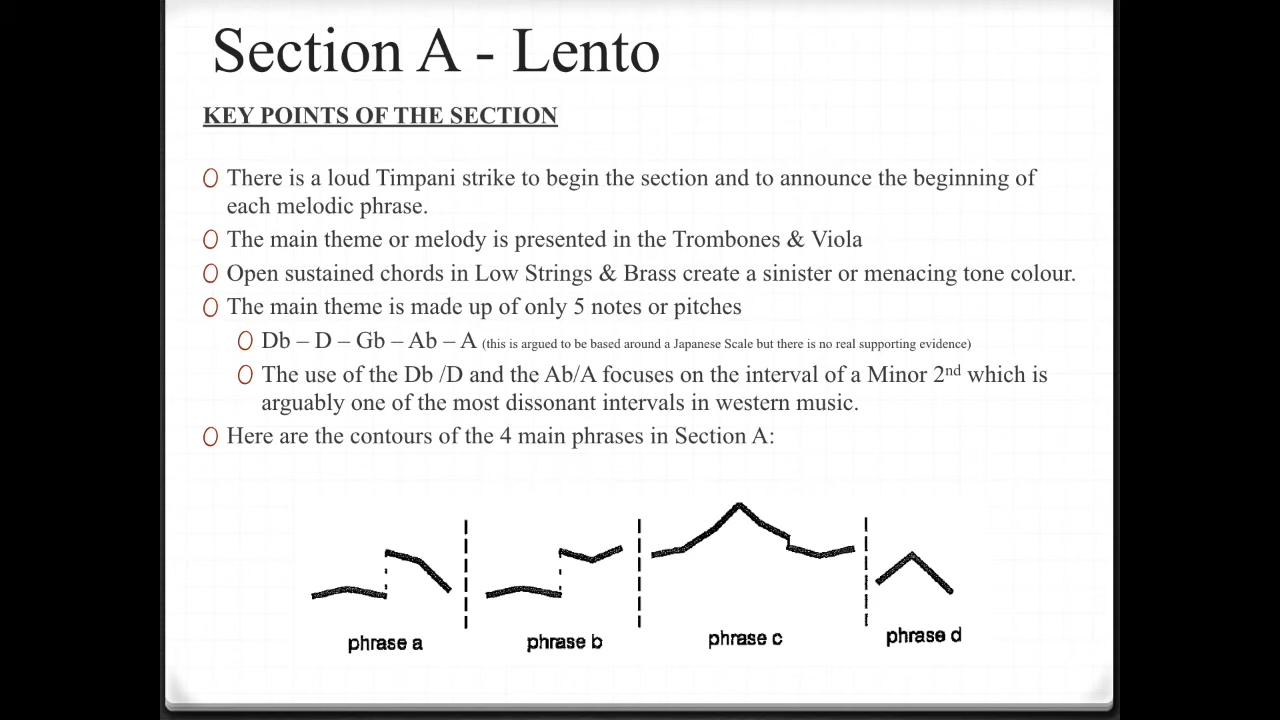 Section A - Lento
KEY POINTS OF THE SECTION
There is a loud Timpani strike to begin the section and to announce the beginning of
each melodic phrase.
The main theme or melody is presented in the Trombones & Viola
Open sustained chords in Low Strings & Brass create a sinister or menacing tone colour.
The main theme is made up of only 5 notes or pitches
Db – D – Gb – Ab – A (this is argued to be based around a Japanese Scale but there is no real supporting evidence)
The use of the Db /D and the Ab/A focuses on the interval of a Minor 2nd which is
arguably one of the most dissonant intervals in western music.
Here are the contours of the 4 main phrases in Section A:
phrase a phrase b phrase c phrase d